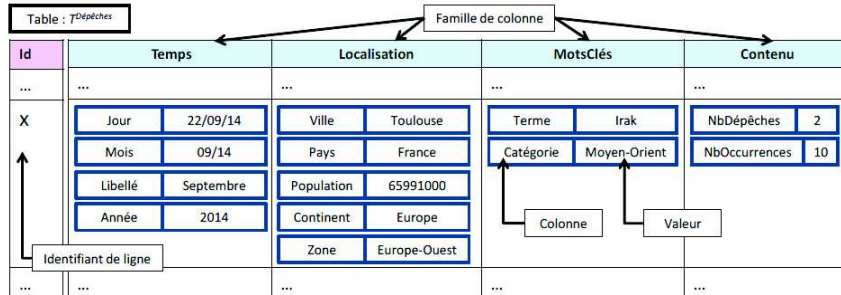 Table : T^Dépêches
Famille de colonne
Id Temps Localisation MotsClés Contenu
... ... ... ... ...
X Jour 22/09/14 Ville Toulouse Terme Irak NbDépêches 2
Mois 09/14 Pays France Catégorie Moyen-Orient NbOccurrences 10
Libellé Septembre Population 65991000
Année 2014 Continent Europe Colonne Valeur
Zone Europe-Ouest
Identifiant de ligne
... ... ... ... ...